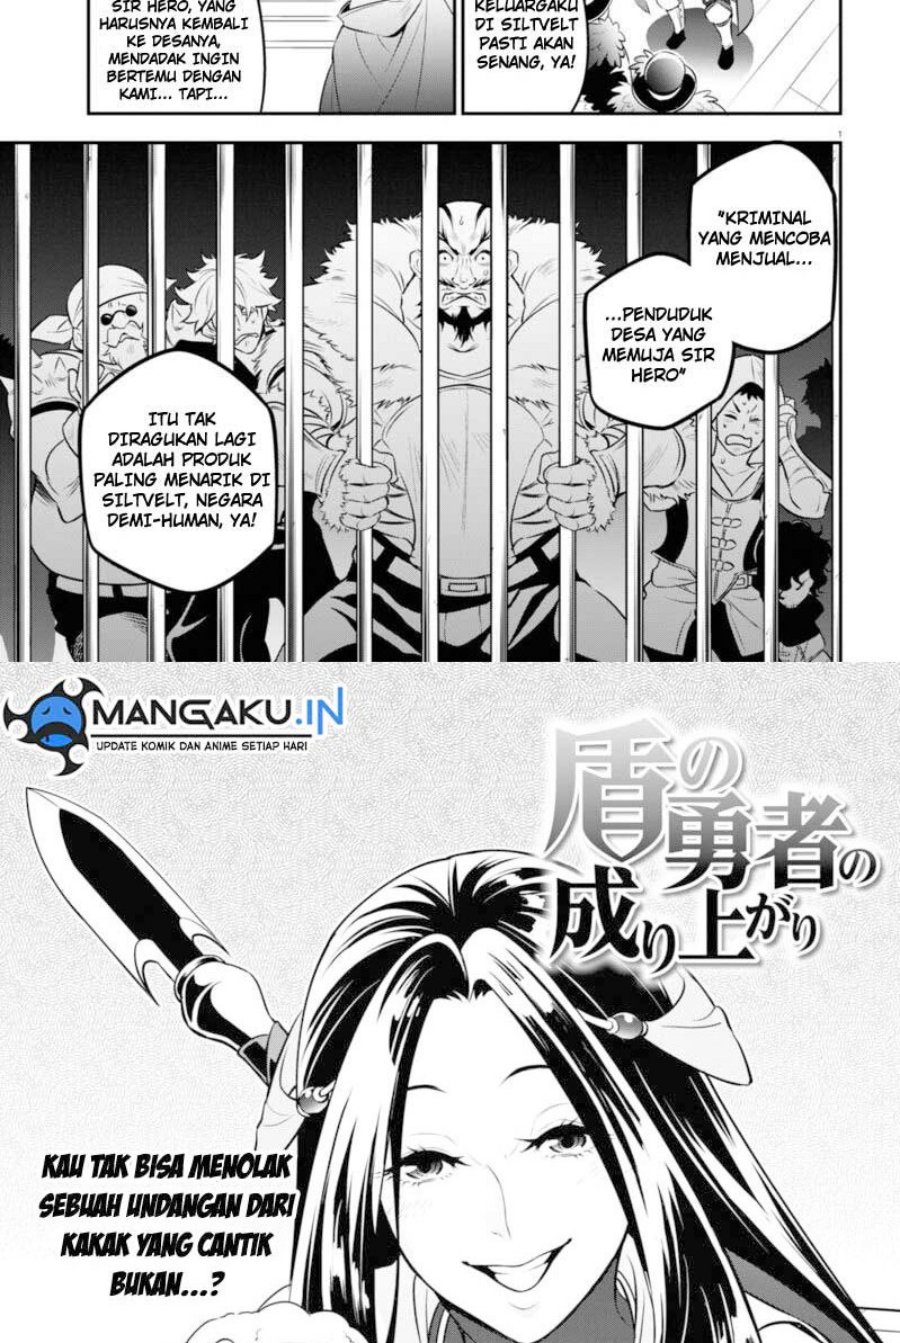 KELUARGAKU
DI SILTVELT
PASTI AKAN
SENANG, YA!
SIR HERO, YANG
HARUSNYA KEMBALI
KE DESANYA,
MENDADAK INGIN
BERTEMU DENGAN
KAMI... TAPI...
1
"KRIMINAL
YANG MENCOBA
MENJUAL...
...PENDUDUK
DESA YANG
MEMUJA SIR
HERO"
ITU TAK
DIRAGUKAN LAGI
ADALAH PRODUK
PALING MENARIK DI
SILTVELT, NEGARA
DEMI-HUMAN, YA!
MANGAKU.IN
UPDATE KOMIK DAN ANIME SETIAP HARI
盾の勇者の
成り上がり
KAU TAK BISA MENOLAK
SEBUAH UNDANGAN DARI
KAKAK YANG CANTIK
BUKAN...?